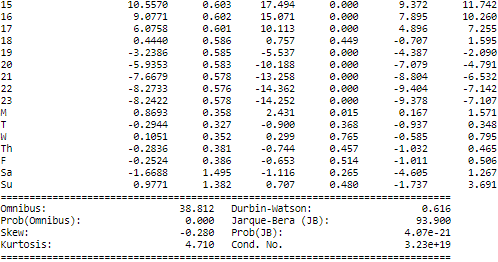 15 10.5570 0.603 17.494 0.000 9.372 11.742
16 9.0771 0.602 15.071 0.000 7.895 10.260
17 6.0758 0.601 10.113 0.000 4.896 7.255
18 0.4440 0.586 0.757 0.449 -0.707 1.595
19 -3.2386 0.585 -5.537 0.000 -4.387 -2.090
20 -5.9353 0.583 -10.188 0.000 -7.079 -4.791
21 -7.6679 0.578 -13.258 0.000 -8.804 -6.532
22 -8.2733 0.576 -14.362 0.000 -9.404 -7.142
23 -8.2422 0.578 -14.252 0.000 -9.378 -7.107
M 0.8693 0.358 2.431 0.015 0.167 1.571
T -0.2944 0.327 -0.900 0.368 -0.937 0.348
W 0.1051 0.352 0.299 0.765 -0.585 0.795
Th -0.2836 0.381 -0.744 0.457 -1.032 0.465
F -0.2524 0.386 -0.653 0.514 -1.011 0.506
Sa -1.6688 1.495 -1.116 0.265 -4.605 1.267
Su 0.9771 1.382 0.707 0.480 -1.737 3.691
==============================================================================
Omnibus: 38.812 Durbin-Watson: 0.616
Prob(Omnibus): 0.000 Jarque-Bera (JB): 93.900
Skew: -0.280 Prob(JB): 4.07e-21
Kurtosis: 4.710 Cond. No. 3.23e+19
==============================================================================